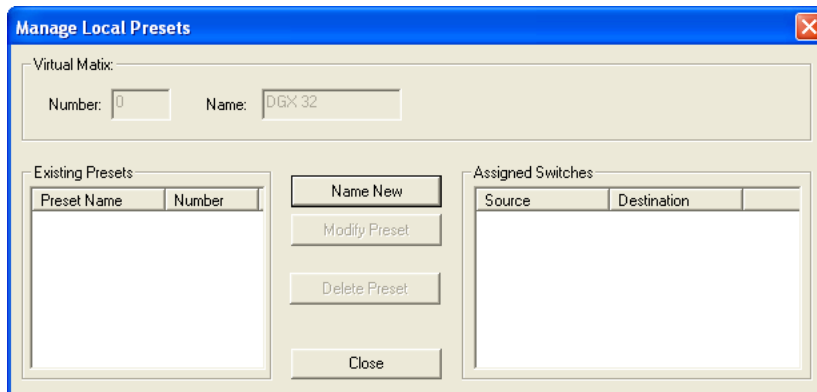 Manage Local Presets
Virtual Matix:
Number: 0 Name: DGX 32
Existing Presets
Preset Name Number
Name New
Modify Preset
Delete Preset
Close
Assigned Switches
Source Destination